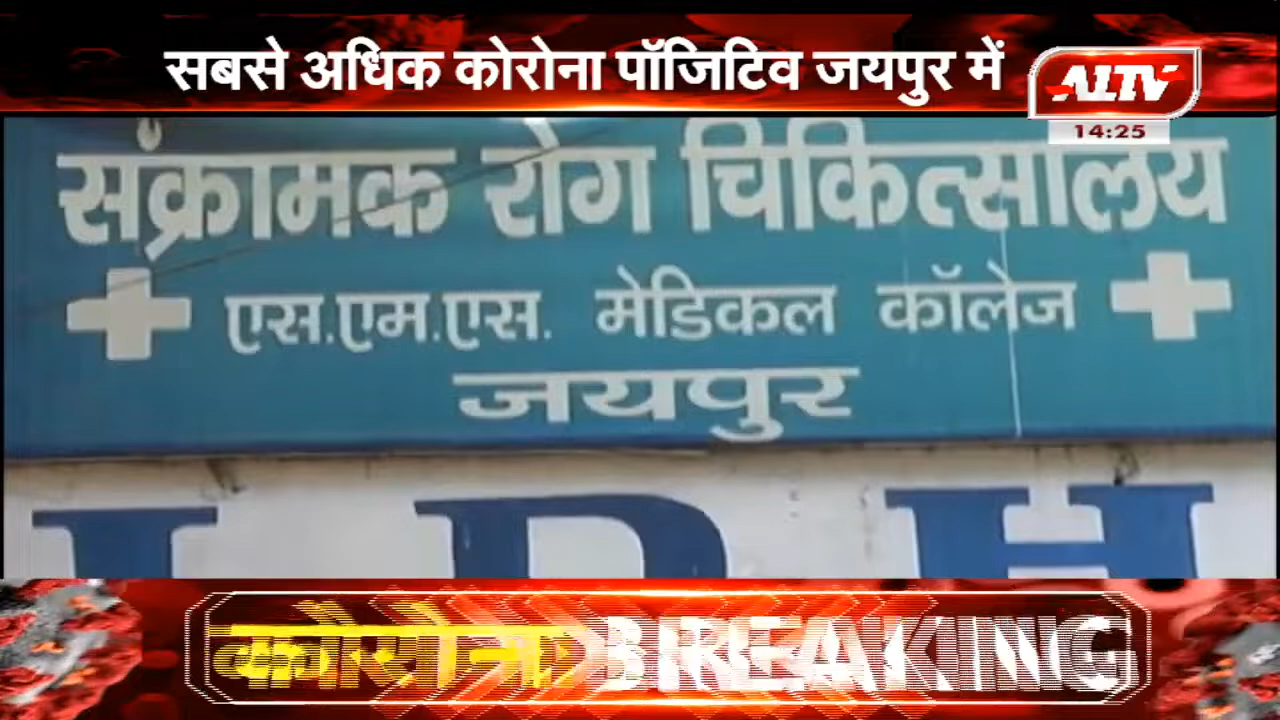 सबसे अधिक कोरोना पॉजिटिव जयपुर में
ALTV
14:25
संक्रामक रोग चिकित्सालय
एस.एम.एस. मेडिकल कॉलेज
जयपुर
I D H
कोरोना BREAKING